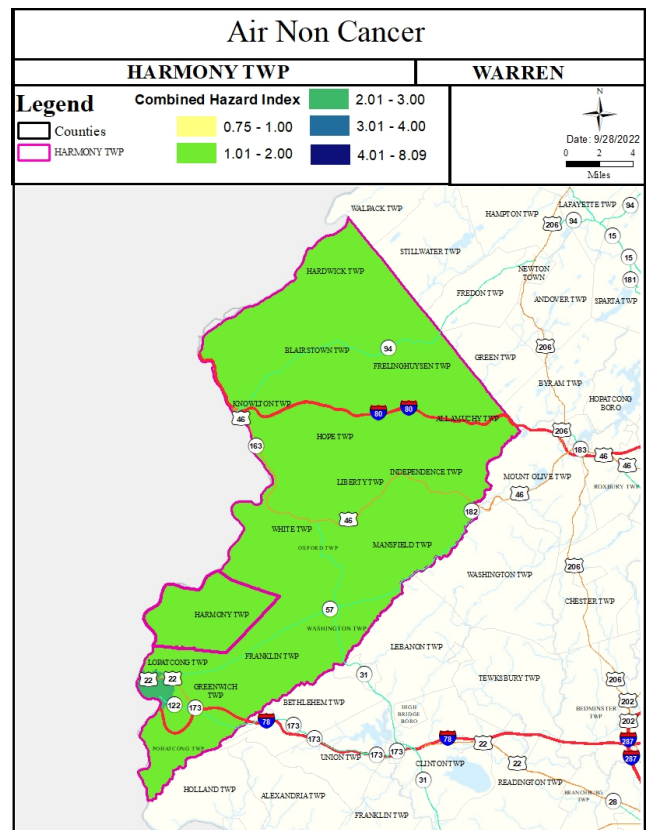 Air Non Cancer
HARMONY TWP
WARREN
Legend
Counties
HARMONY TWP
Combined Hazard Index
0.75 - 1.00
1.01 - 2.00
2.01 - 3.00
3.01 - 4.00
4.01 - 8.09
N
Date: 9/28/2022
0 2 4
Miles
WALPACK TWP
HAMPTON TWP
LAFAYETTE TWP
94
206
94
15
STILLWATER TWP
15
HARDWICK TWP
NEWTON
TOWN
181
FREDON TWP
ANDOVER TWP
SPARTA TWP
BLAIRSTOWN TWP
94
206
FRELINGHUYSEN TWP
GREEN TWP
BYRAM TWP
HOPATCONG
BORO
KNOWLTON TWP
46
80
80
ALLAMUCHY TWP
206
163
HOPE TWP
183
46
46
INDEPENDENCE TWP
LIBERTY TWP
MOUNT OLIVE TWP
ROXBURY TWP
46
182
46
WHITE TWP
OXFORD TWP
MANSFIELD TWP
206
WASHINGTON TWP
CHESTER TWP
HARMONY TWP
57
WASHINGTON TWP
LEBANON TWP
LOPATCONG TWP
FRANKLIN TWP
22
22
31
TEWKSBURY TWP
206
GREENWICH
TWP
BETHLEHEM TWP
HIGH
BRIDGE
BORO
BEDMINSTER
TWP
202
122
173
78
173
202
173
78
287
POHATCONG TWP
UNION TWP
173
173
22
287
CLINTON TWP
22
HOLLAND TWP
31
READINGTON TWP
ALEXANDRIA TWP
BRANCHBURG
TWP
28
FRANKLIN TWP